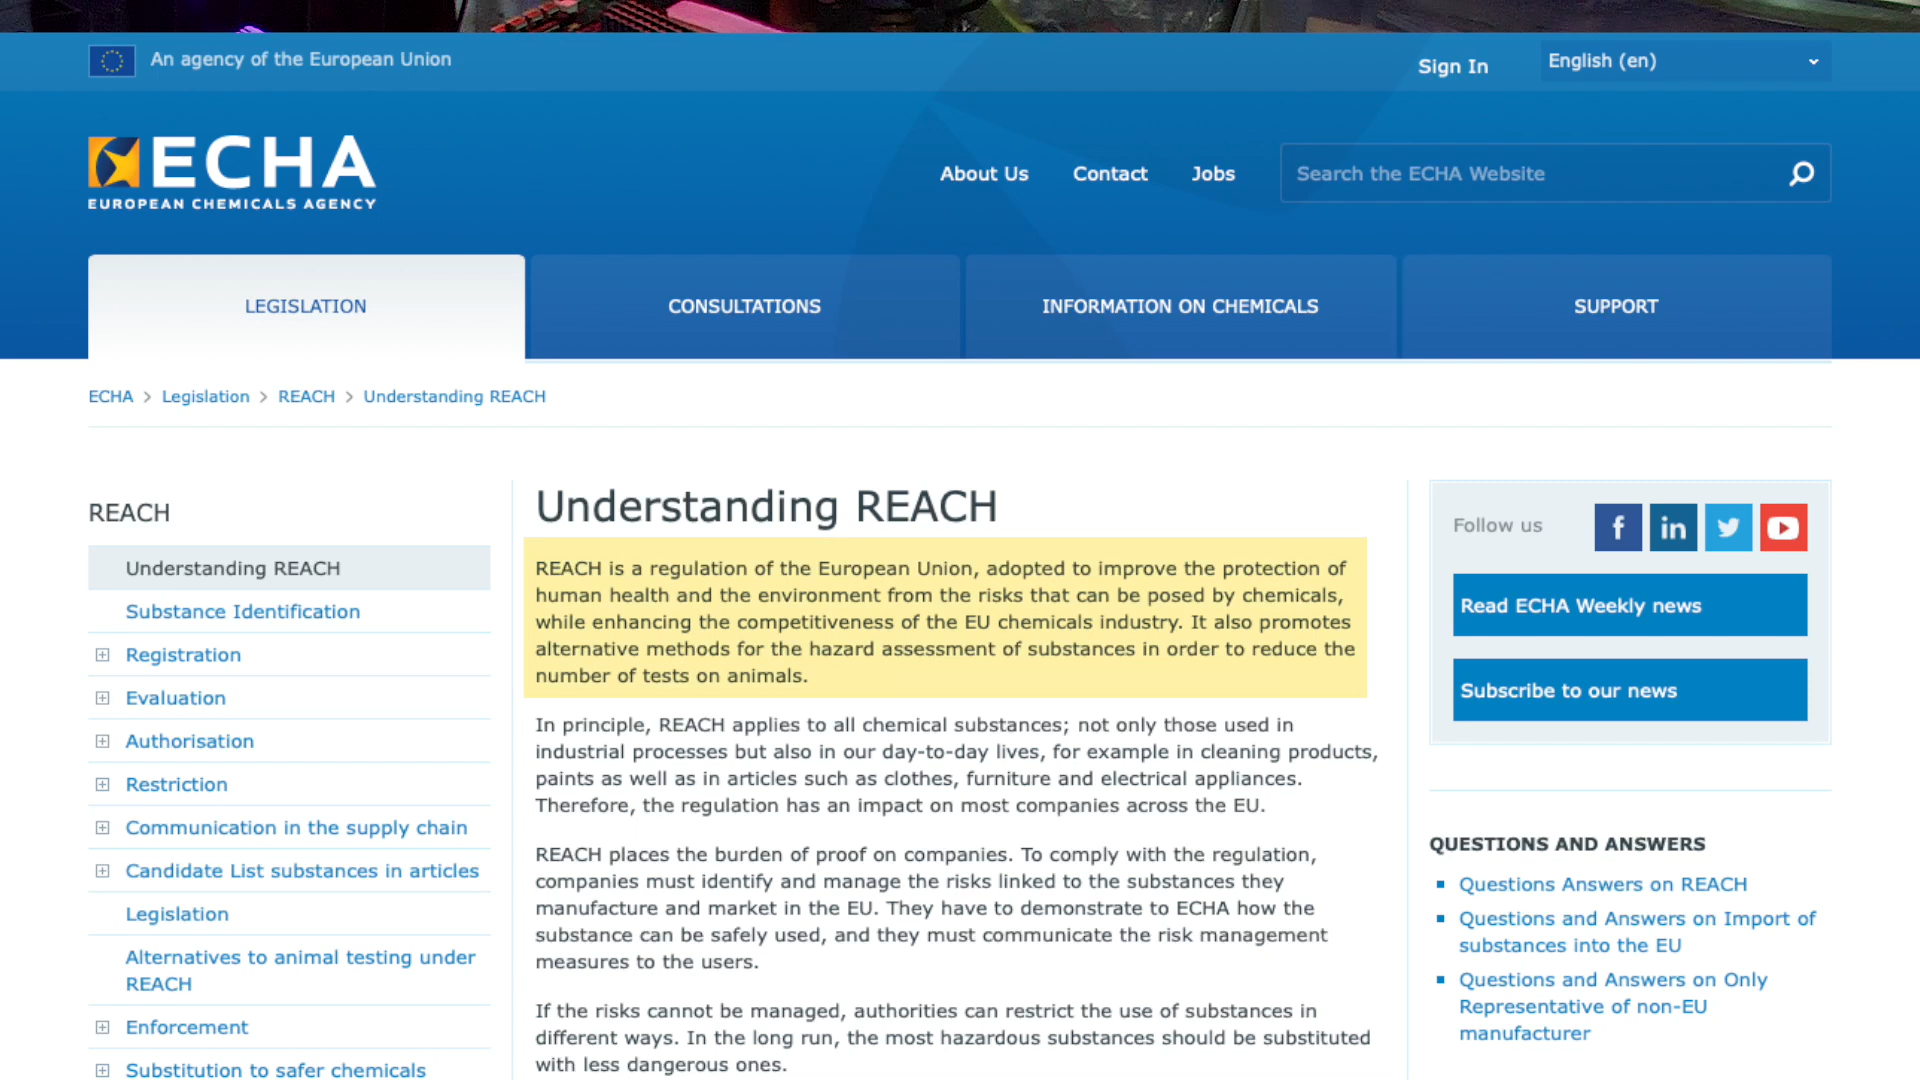 An agency of the European Union
Sign In
English (en)
ECHA
EUROPEAN CHEMICALS AGENCY
About Us
Contact
Jobs
Search the ECHA Website
LEGISLATION
CONSULTATIONS
INFORMATION ON CHEMICALS
SUPPORT
ECHA > Legislation > REACH > Understanding REACH
REACH
Understanding REACH
Substance Identification
Registration
Evaluation
Authorisation
Restriction
Communication in the supply chain
Candidate List substances in articles
Legislation
Alternatives to animal testing under
REACH
Enforcement
Substitution to safer chemicals
Understanding REACH
REACH is a regulation of the European Union, adopted to improve the protection of
human health and the environment from the risks that can be posed by chemicals,
while enhancing the competitiveness of the EU chemicals industry. It also promotes
alternative methods for the hazard assessment of substances in order to reduce the
number of tests on animals.
In principle, REACH applies to all chemical substances; not only those used in
industrial processes but also in our day-to-day lives, for example in cleaning products,
paints as well as in articles such as clothes, furniture and electrical appliances.
Therefore, the regulation has an impact on most companies across the EU.
REACH places the burden of proof on companies. To comply with the regulation,
companies must identify and manage the risks linked to the substances they
manufacture and market in the EU. They have to demonstrate to ECHA how the
substance can be safely used, and they must communicate the risk management
measures to the users.
If the risks cannot be managed, authorities can restrict the use of substances in
different ways. In the long run, the most hazardous substances should be substituted
with less dangerous ones.
Follow us
f
in
Read ECHA Weekly news
Subscribe to our news
QUESTIONS AND ANSWERS
Questions Answers on REACH
Questions and Answers on Import of
substances into the EU
Questions and Answers on Only
Representative of non-EU
manufacturer